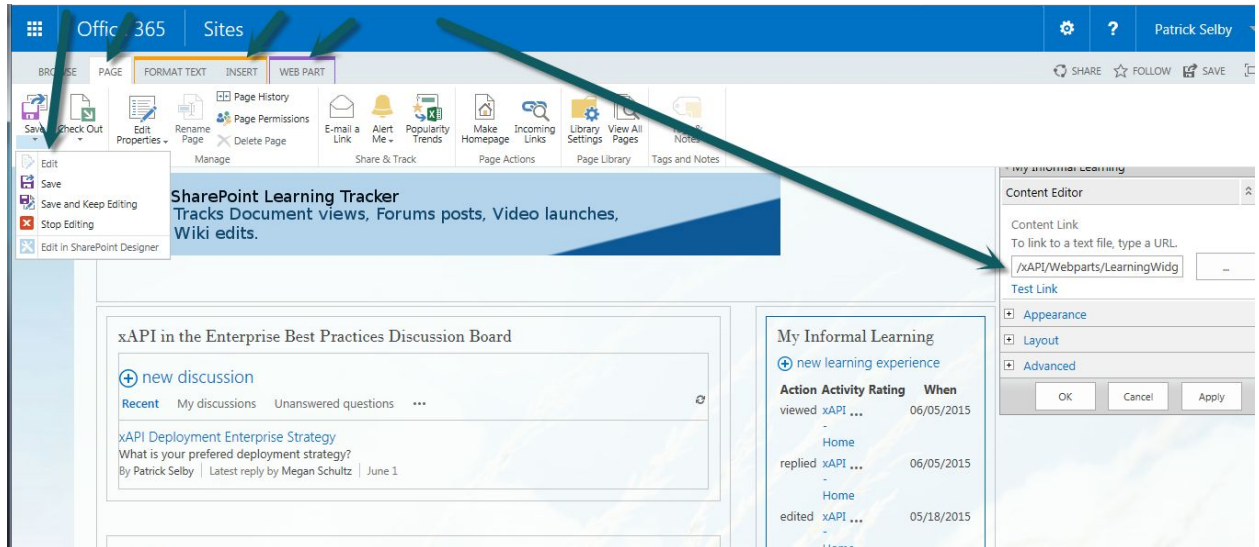 Office 365 Sites ? Patrick Selby
BROWSE PAGE FORMAT TEXT INSERT WEB PART SHARE FOLLOW SAVE
Save Check Out Edit Properties Rename Page Page History Page Permissions Delete Page E-mail a Link Alert Me Popularity Trends Make Homepage Incoming Links Library Settings View All Pages Notes
Manage Share & Track Page Actions Page Library Tags and Notes
Edit
Save
Save and Keep Editing
Stop Editing
Edit in SharePoint Designer
SharePoint Learning Tracker
Tracks Document views, Forums posts, Video launches,
Wiki edits.
xAPI in the Enterprise Best Practices Discussion Board
new discussion
Recent My discussions Unanswered questions ...
xAPI Deployment Enterprise Strategy
What is your prefered deployment strategy?
By Patrick Selby | Latest reply by Megan Schultz | June 1
My Informal Learning
new learning experience
Action Activity Rating When
viewed xAPI ... 06/05/2015
-
Home
replied xAPI ... 06/05/2015
-
Home
edited xAPI ... 05/18/2015
-
Home
My Informal Learning
Content Editor
Content Link
To link to a text file, type a URL.
/xAPI/Webparts/LearningWidg ...
Test Link
Appearance
Layout
Advanced
OK Cancel Apply